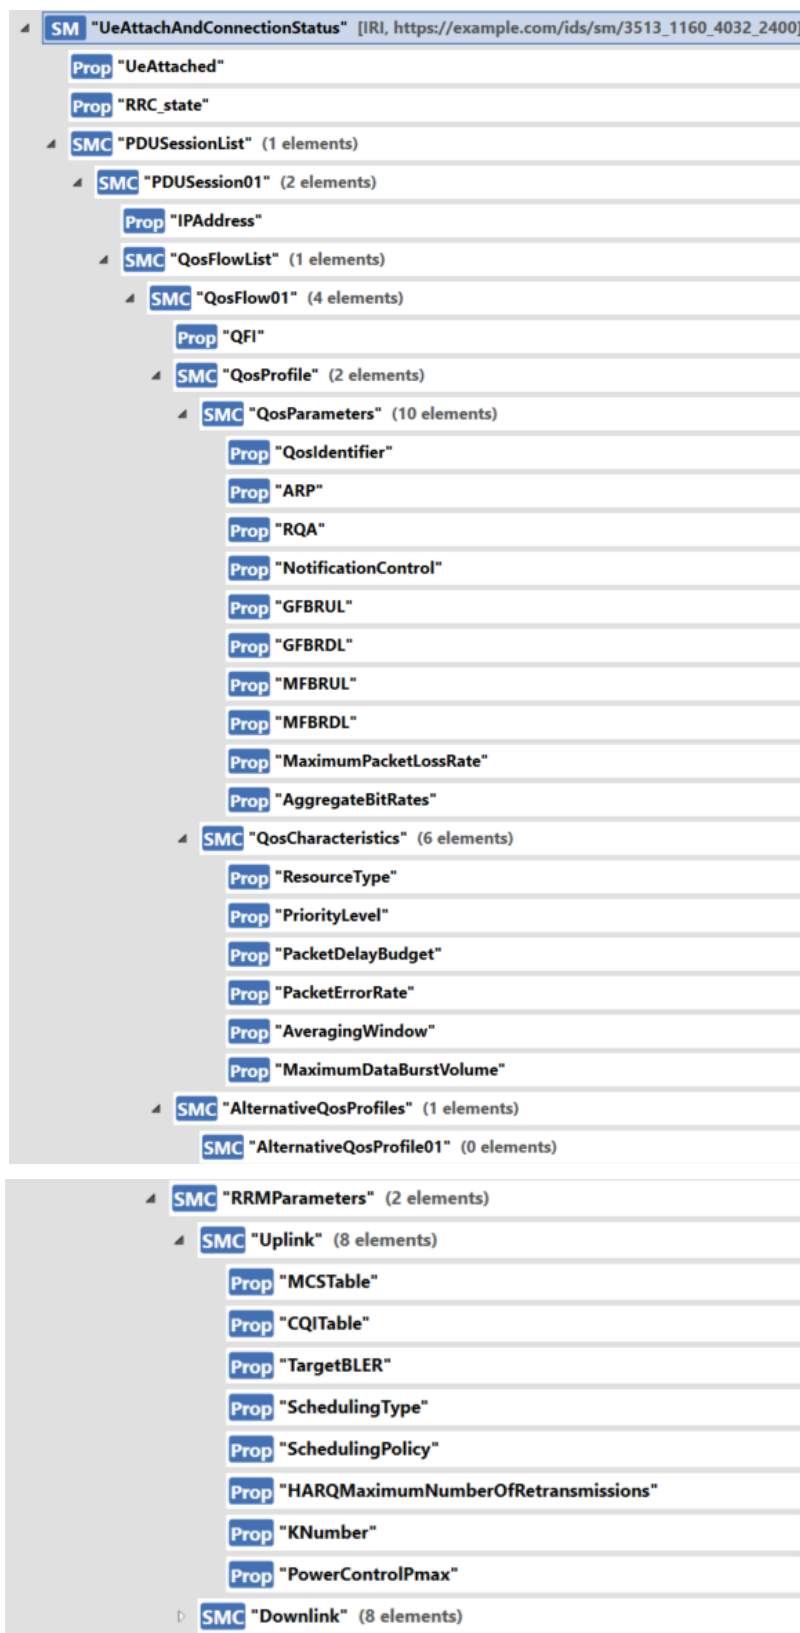 SM "UeAttachAndConnectionStatus" [IRI, https://example.com/ids/sm/3513_1160_4032_2400]
Prop "UeAttached"
Prop "RRC_state"
SMC "PDUSessionList" (1 elements)
SMC "PDUSession01" (2 elements)
Prop "IPAddress"
SMC "QosFlowList" (1 elements)
SMC "QosFlow01" (4 elements)
Prop "QFI"
SMC "QosProfile" (2 elements)
SMC "QosParameters" (10 elements)
Prop "QosIdentifier"
Prop "ARP"
Prop "RQA"
Prop "NotificationControl"
Prop "GFBRUL"
Prop "GFBRDL"
Prop "MFBRUL"
Prop "MFBRDL"
Prop "MaximumPacketLossRate"
Prop "AggregateBitRates"
SMC "QosCharacteristics" (6 elements)
Prop "ResourceType"
Prop "PriorityLevel"
Prop "PacketDelayBudget"
Prop "PacketErrorRate"
Prop "AveragingWindow"
Prop "MaximumDataBurstVolume"
SMC "AlternativeQosProfiles" (1 elements)
SMC "AlternativeQosProfile01" (0 elements)
SMC "RRMParameters" (2 elements)
SMC "Uplink" (8 elements)
Prop "MCSTable"
Prop "CQITable"
Prop "TargetBLER"
Prop "SchedulingType"
Prop "SchedulingPolicy"
Prop "HARQMaximumNumberOfRetransmissions"
Prop "KNumber"
Prop "PowerControlPmax"
SMC "Downlink" (8 elements)